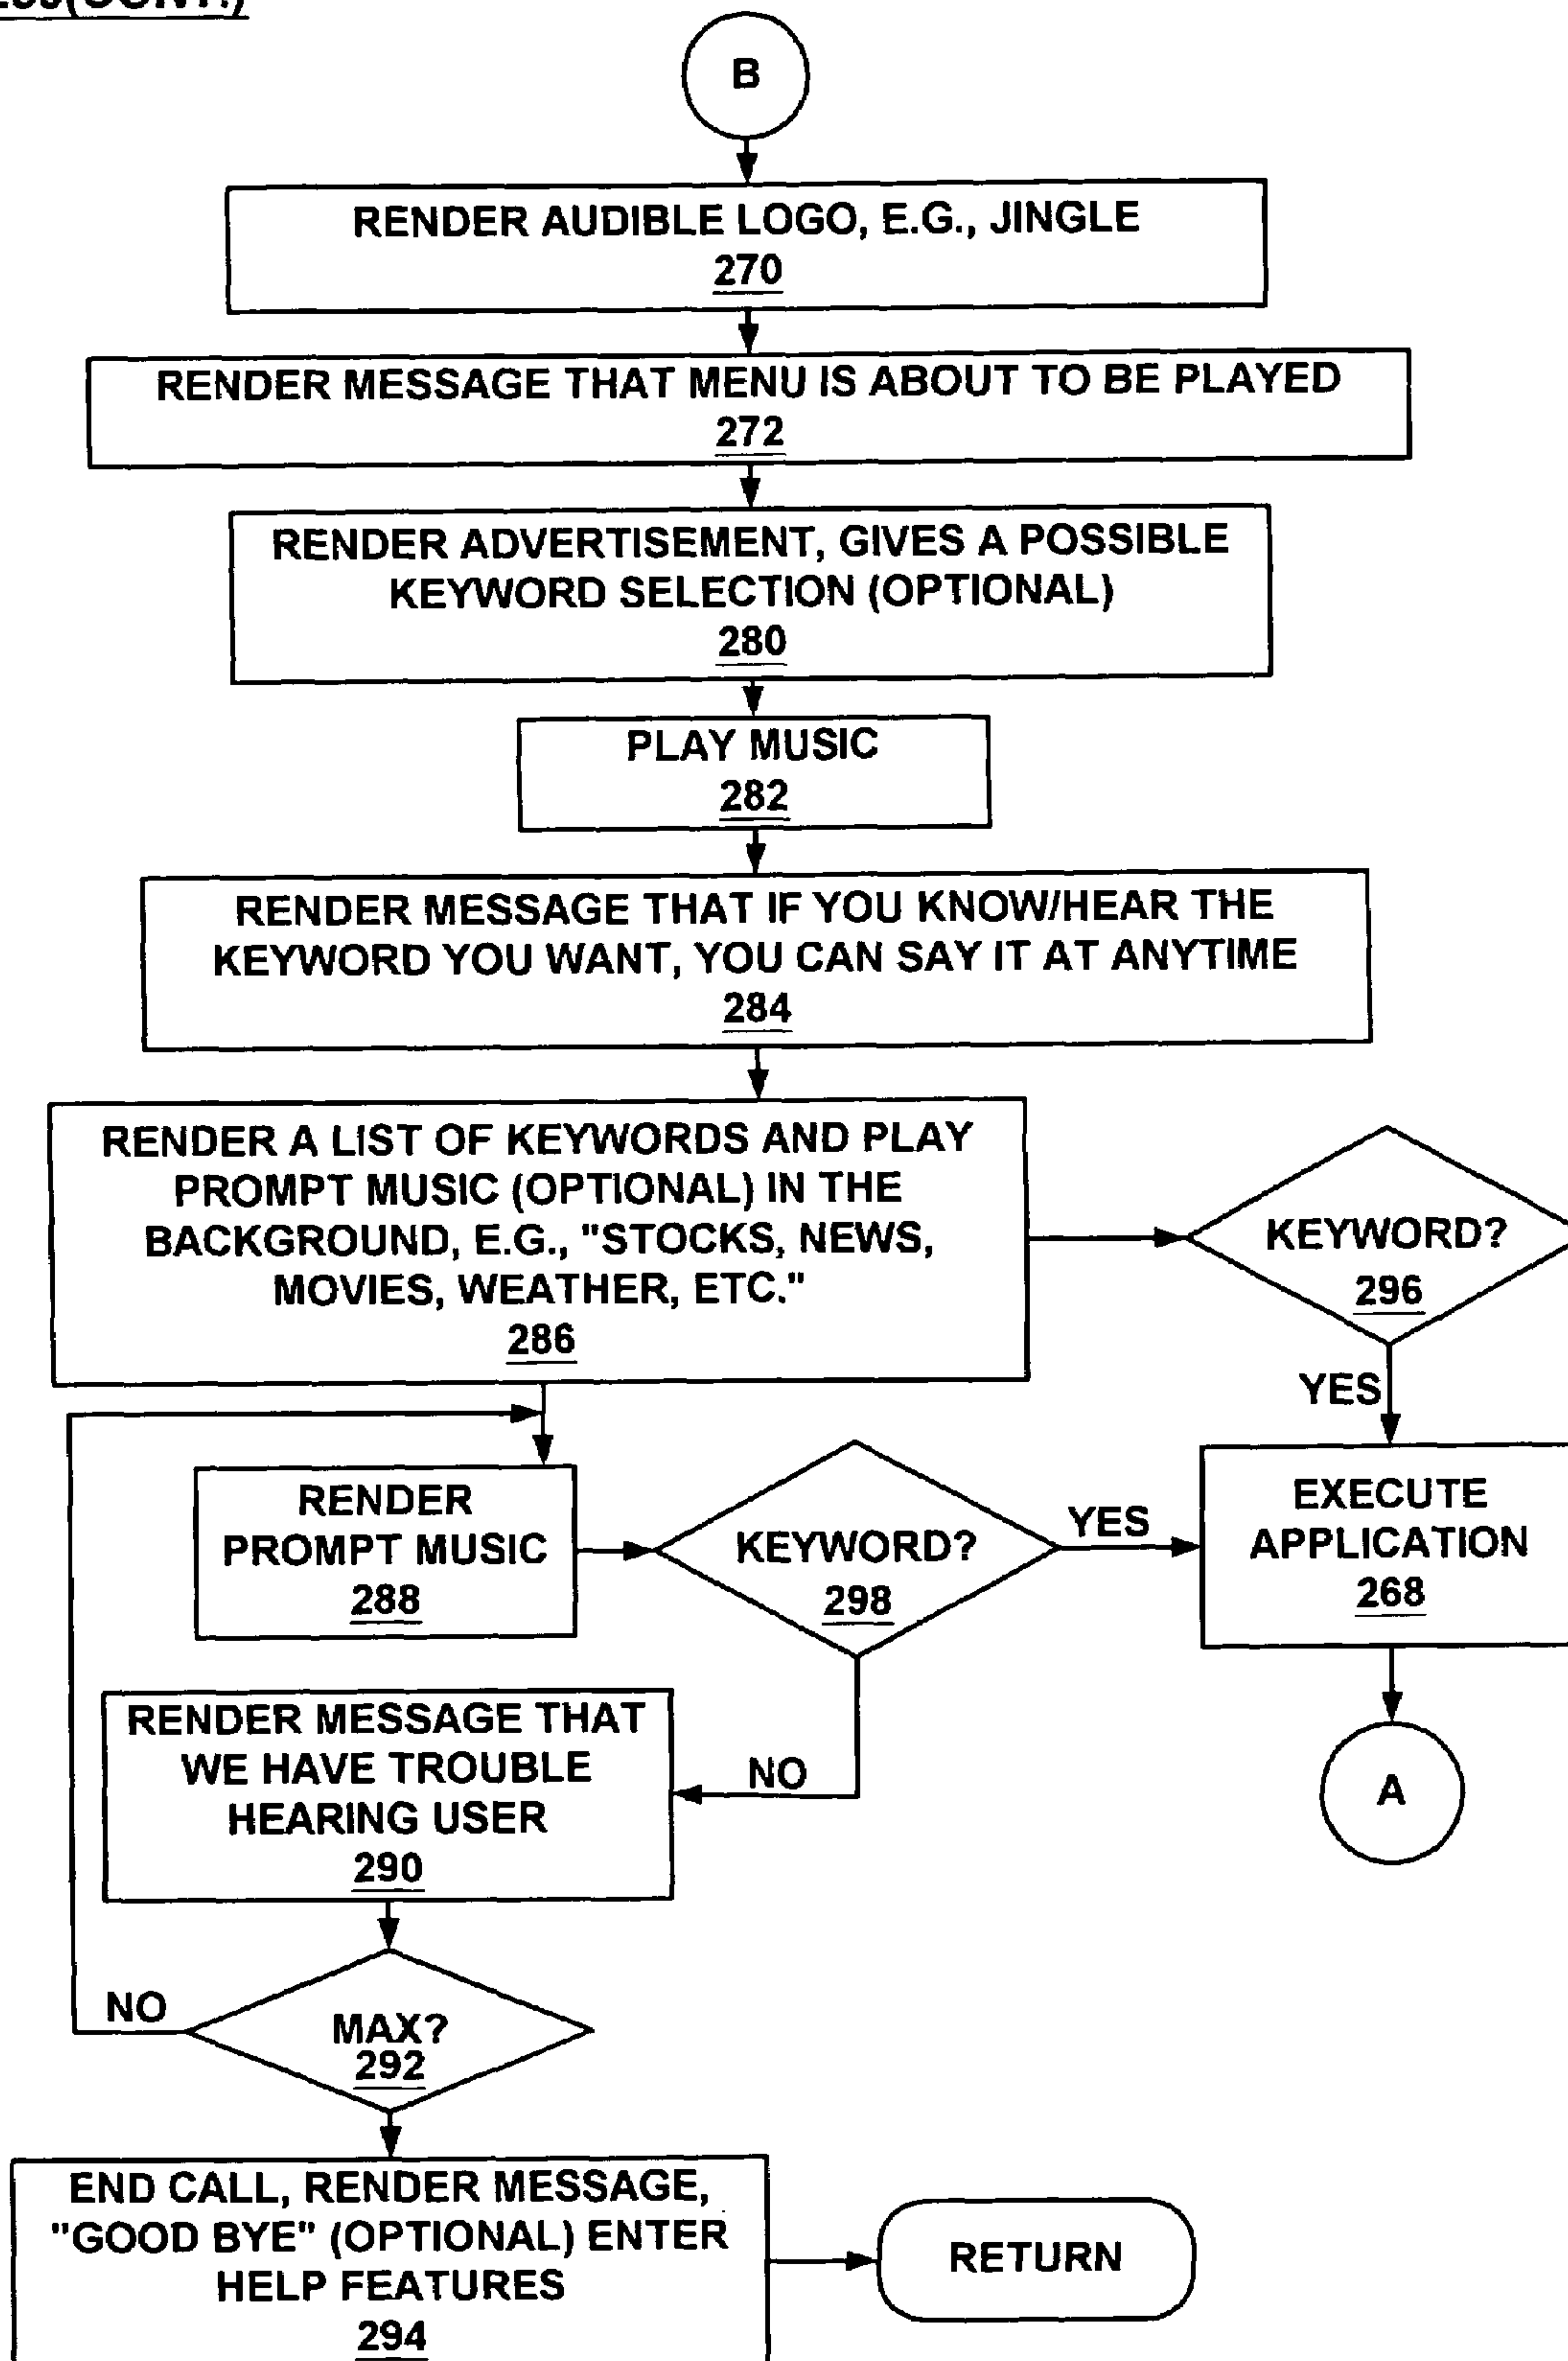 (CONT.)
B
RENDER AUDIBLE LOGO, E.G., JINGLE
270
RENDER MESSAGE THAT MENU IS ABOUT TO BE PLAYED
272
RENDER ADVERTISEMENT, GIVES A POSSIBLE
KEYWORD SELECTION (OPTIONAL)
280
PLAY MUSIC
282
RENDER MESSAGE THAT IF YOU KNOW/HEAR THE
KEYWORD YOU WANT, YOU CAN SAY IT AT ANYTIME
284
RENDER A LIST OF KEYWORDS AND PLAY
PROMPT MUSIC (OPTIONAL) IN THE
BACKGROUND, E.G., "STOCKS, NEWS,
MOVIES, WEATHER, ETC."
286
KEYWORD?
296
YES
RENDER
PROMPT MUSIC
288
KEYWORD?
298
YES
EXECUTE
APPLICATION
268
RENDER MESSAGE THAT
WE HAVE TROUBLE
HEARING USER
290
NO
A
NO
MAX?
292
END CALL, RENDER MESSAGE,
"GOOD BYE" (OPTIONAL) ENTER
HELP FEATURES
294
RETURN